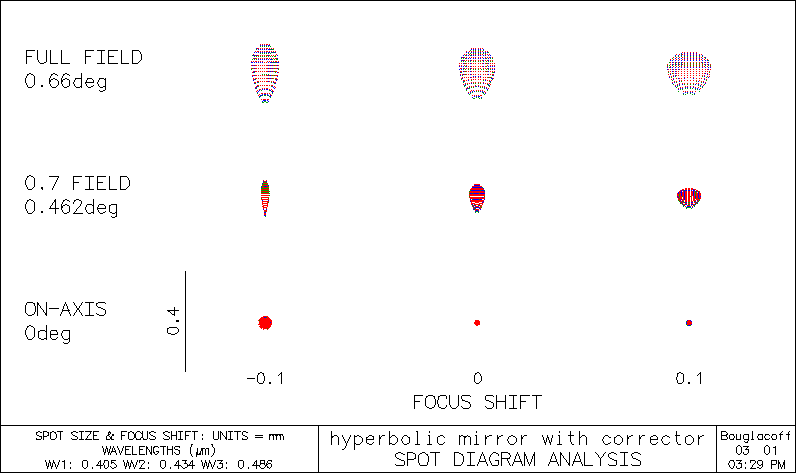 FULL FIELD
0.66deg
0.7 FIELD
0.462deg
ON-AXIS
0deg
0.4
-0.1 0 0.1
FOCUS SHIFT
SPOT SIZE & FOCUS SHIFT: UNITS = mm
WAVELENGTHS (μm)
WV1: 0.405 WV2: 0.434 WV3: 0.486
hyperbolic mirror with corrector
SPOT DIAGRAM ANALYSIS
Bouglacoff
03 01
03:29 PM